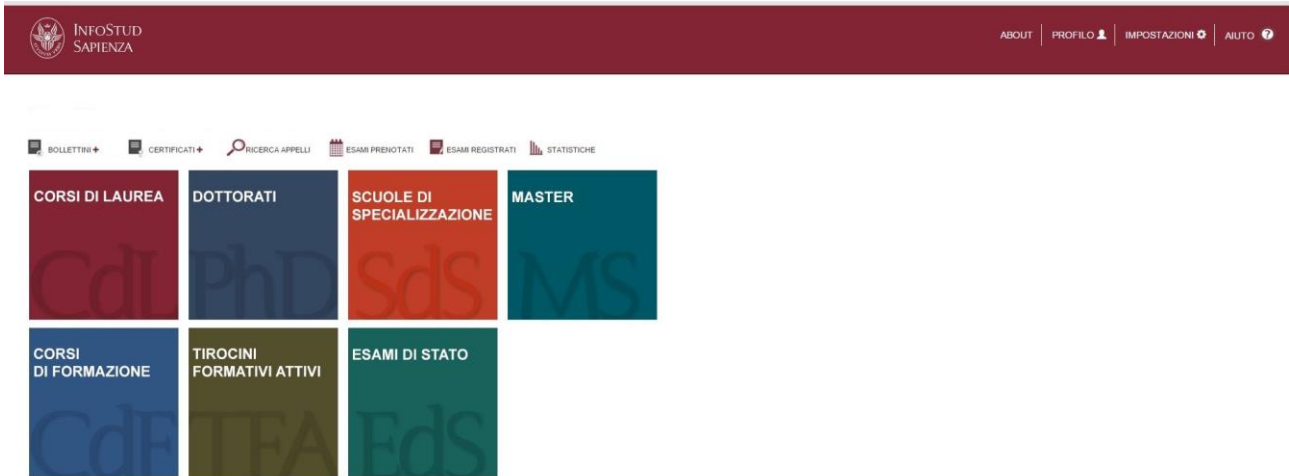 INFOSTUD
SAPIENZA
ABOUT PROFILO IMPOSTAZIONI AIUTO ?
BOLLETTINI + CERTIFICATI + RICERCA APPELLI ESAMI PRENOTATI ESAMI REGISTRATI STATISTICHE
CORSI DI LAUREA
CdL
DOTTORATI
PhD
SCUOLE DI
SPECIALIZZAZIONE
SdS
MASTER
MS
CORSI
DI FORMAZIONE
CdF
TIROCINI
FORMATIVI ATTIVI
TFA
ESAMI DI STATO
EdS